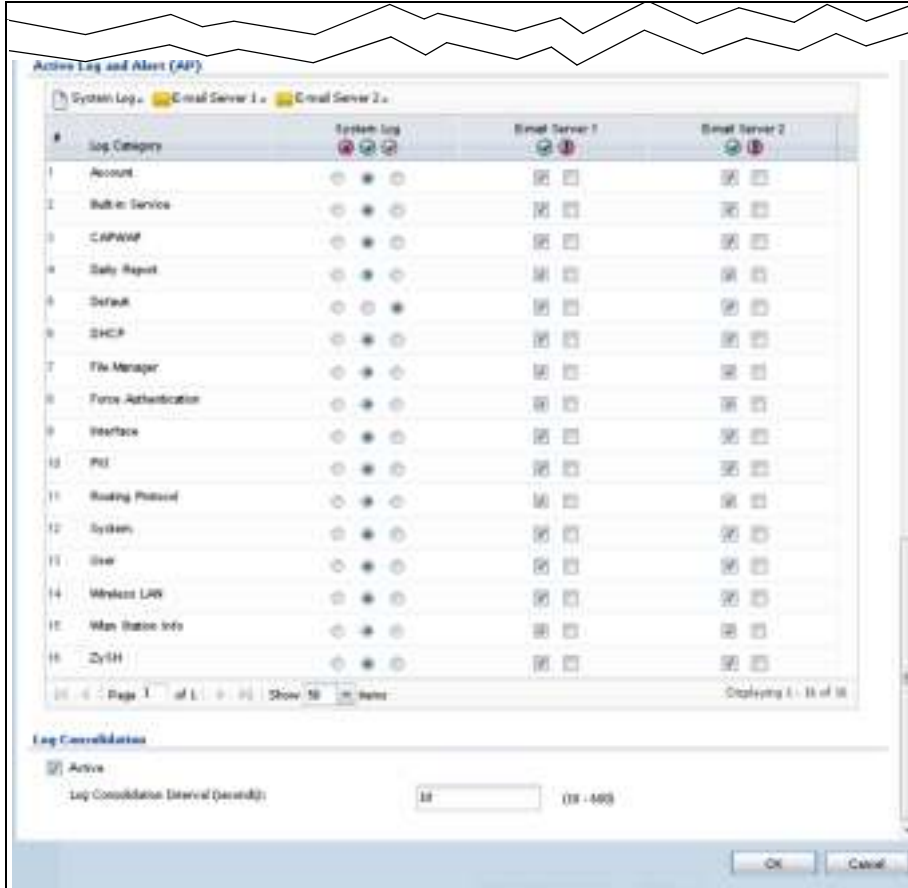 Active Log and Alert (AP)
System Log E-mail Server 1 E-mail Server 2
# Log Category System Log E-mail Server 1 E-mail Server 2
1 Account
2 Built-in Service
3 CAPWAP
4 Daily Report
5 Default
6 DHCP
7 File Manager
8 Force Authentication
9 Interface
10 PKI
11 Routing Protocol
12 System
13 User
14 Wireless LAN
15 Wlan Station Info
16 ZySH
Page 1 of 1 Show 50 items Displaying 1 - 16 of 16
Log Consolidation
Active
Log Consolidation Interval (seconds): 10 (10 - 600)
OK Cancel